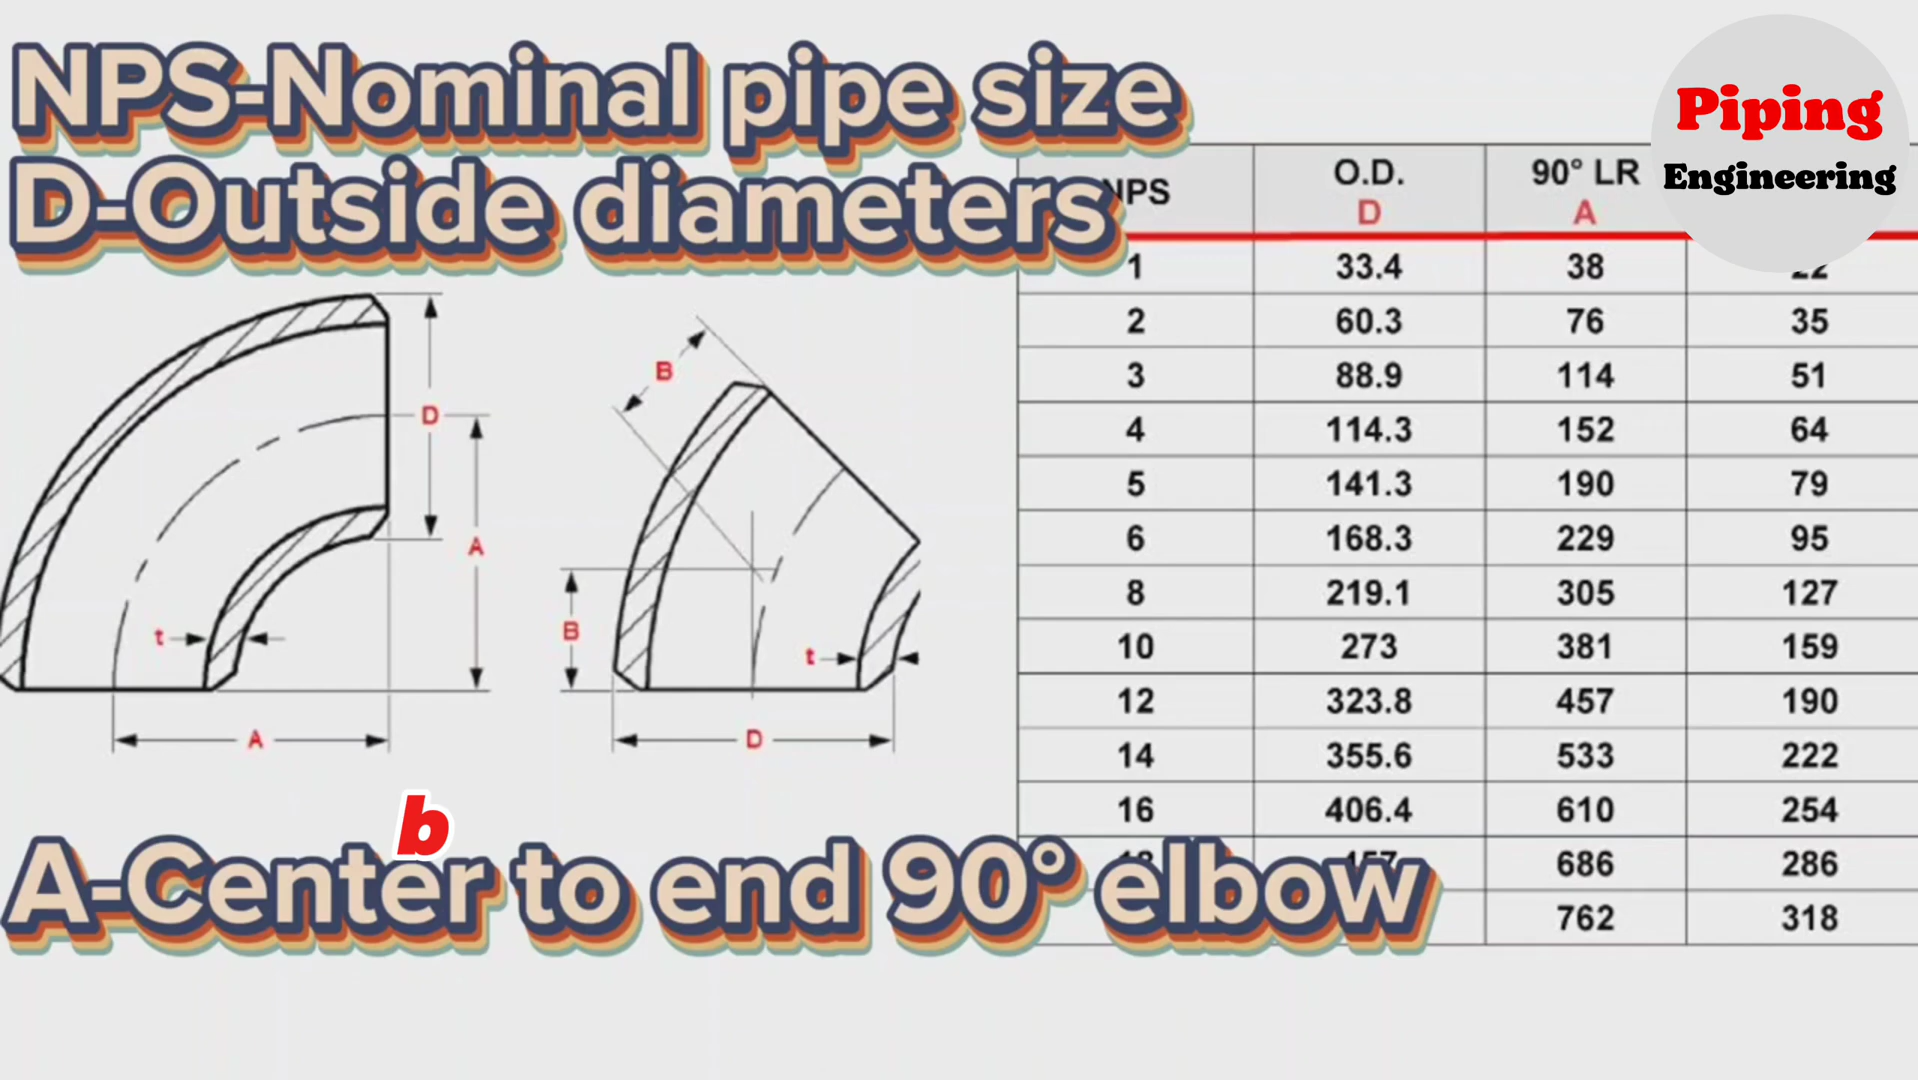 NPS-Nominal pipe size
D-Outside diameters
Piping
Engineering
NPS O.D. 90° LR
D A
1 33.4 38 22
2 60.3 76 35
3 88.9 114 51
4 114.3 152 64
5 141.3 190 79
6 168.3 229 95
8 219.1 305 127
10 273 381 159
12 323.8 457 190
14 355.6 533 222
16 406.4 610 254
18 457 686 286
762 318
B
D
A
t
B
t
A
D
b
A-Center to end 90° elbow